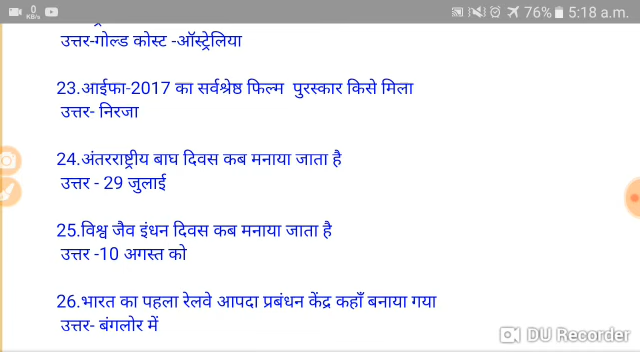 0
KB/s
76% 5:18 a.m.
उत्तर-गोल्ड कोस्ट -ऑस्ट्रेलिया
23.आईफा-2017 का सर्वश्रेष्ठ फिल्म पुरस्कार किसे मिला
उत्तर- निरजा
24.अंतरराष्ट्रीय बाघ दिवस कब मनाया जाता है
उत्तर - 29 जुलाई
25.विश्व जैव इंधन दिवस कब मनाया जाता है
उत्तर -10 अगस्त को
26.भारत का पहला रेलवे आपदा प्रबंधन केंद्र कहाँ बनाया गया
उत्तर- बंगलोर में
DU Recorder